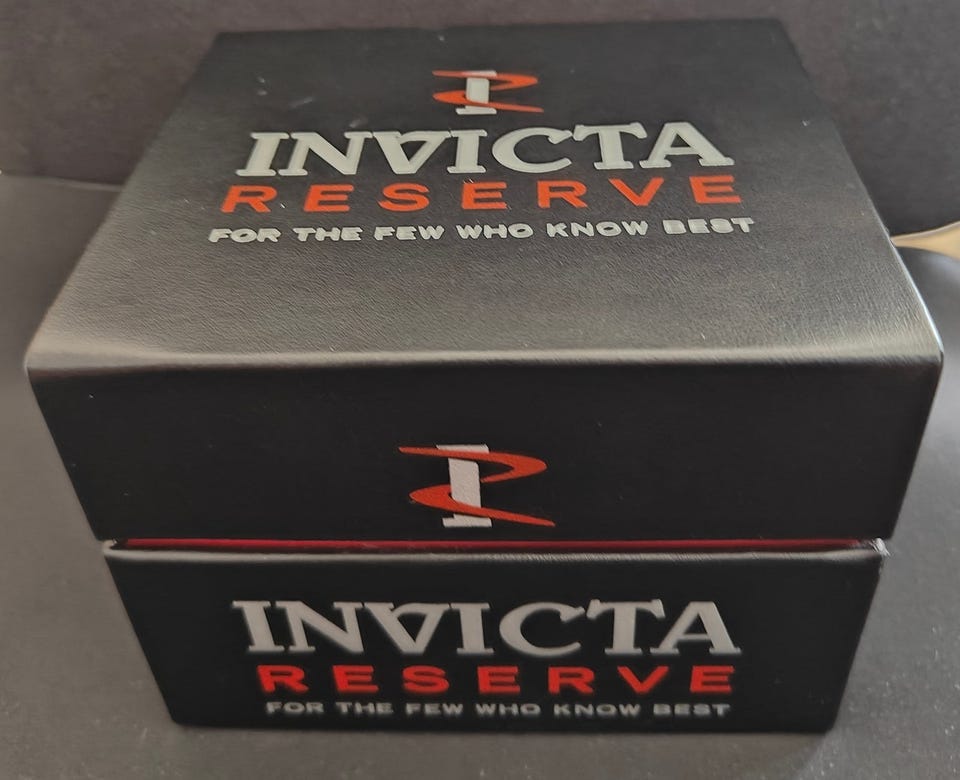 INVICTA
RESERVE
FOR THE FEW WHO KNOW BEST
INVICTA
RESERVE
FOR THE FEW WHO KNOW BEST